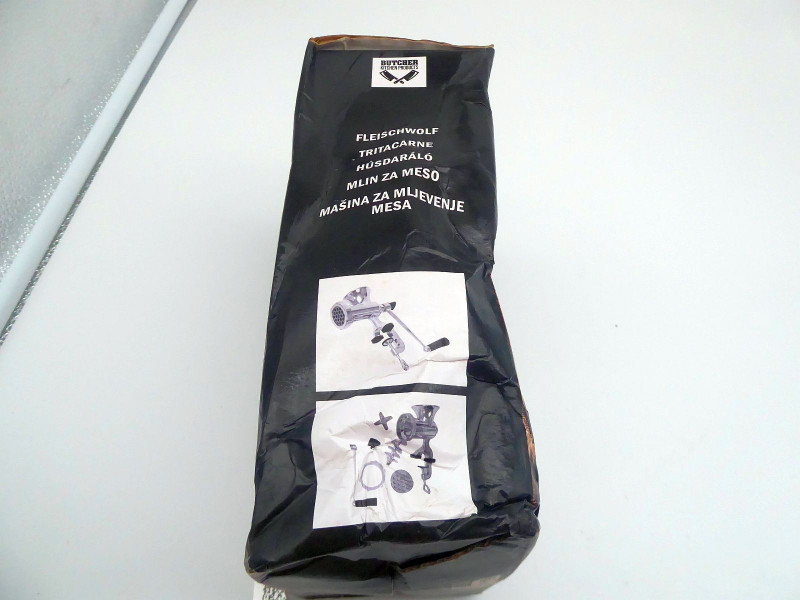 BUTCHER
KITCHEN PRODUCTS
FLEISCHWOLF
TRITACARNE
HÚSDARÁLÓ
MLIN ZA MESO
MAŠINA ZA MLJEVENJE
MESA